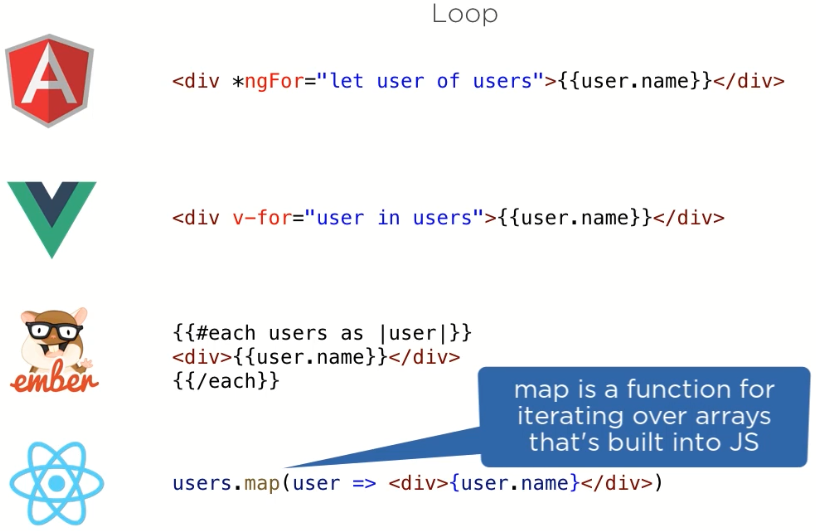 Loop
<div *ngFor="let user of users">{{user.name}}</div>
<div v-for="user in users">{{user.name}}</div>
{{#each users as |user|}}
<div>{{user.name}}</div>
{{/each}}
ember
map is a function for
iterating over arrays
that's built into JS
users.map(user => <div>{user.name}</div>)